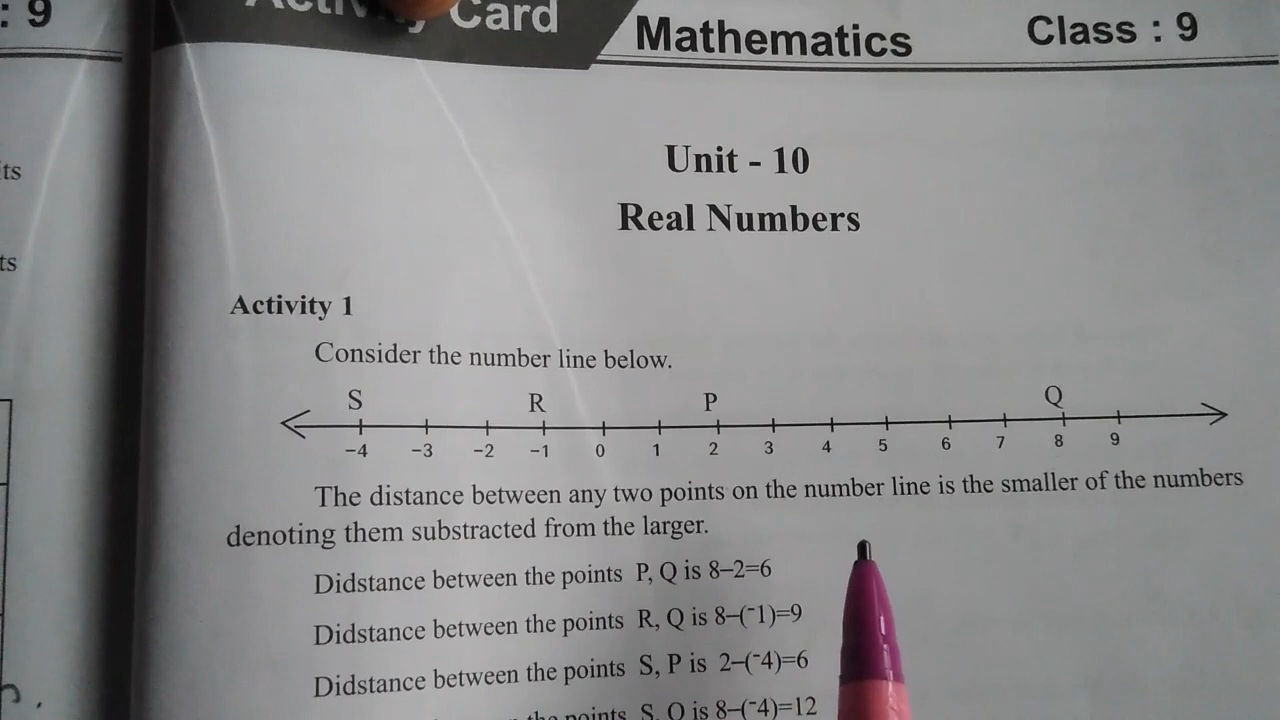 : 9
Card
Mathematics
Class : 9
ts
ts
Unit - 10
Real Numbers
Activity 1
Consider the number line below.
S R P Q
−4 −3 −2 −1 0 1 2 3 4 5 6 7 8 9
The distance between any two points on the number line is the smaller of the numbers
denoting them substracted from the larger.
Didstance between the points P, Q is 8–2=6
Didstance between the points R, Q is 8–(⁻1)=9
Didstance between the points S, P is 2–(⁻4)=6
the points S, Q is 8–(⁻4)=12